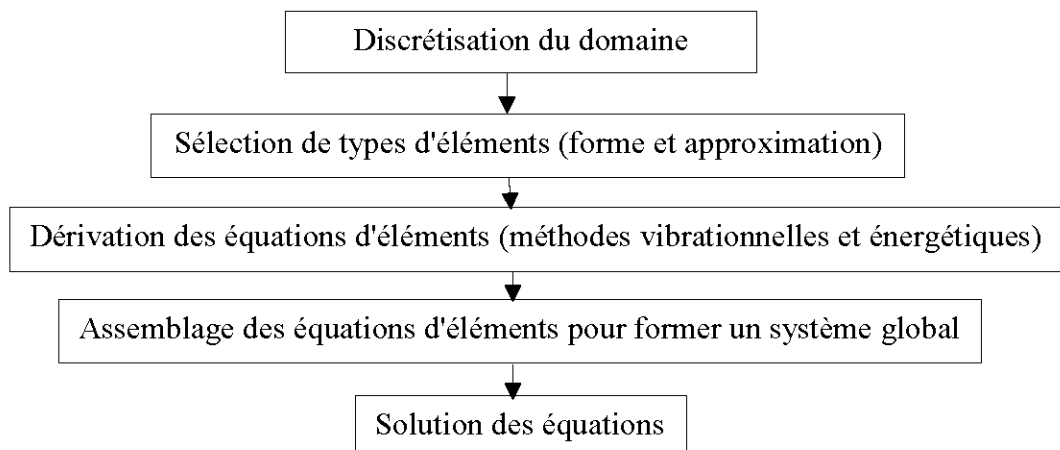 Discrétisation du domaine
Sélection de types d'éléments (forme et approximation)
Dérivation des équations d'éléments (méthodes vibrationnelles et énergétiques)
Assemblage des équations d'éléments pour former un système global
Solution des équations